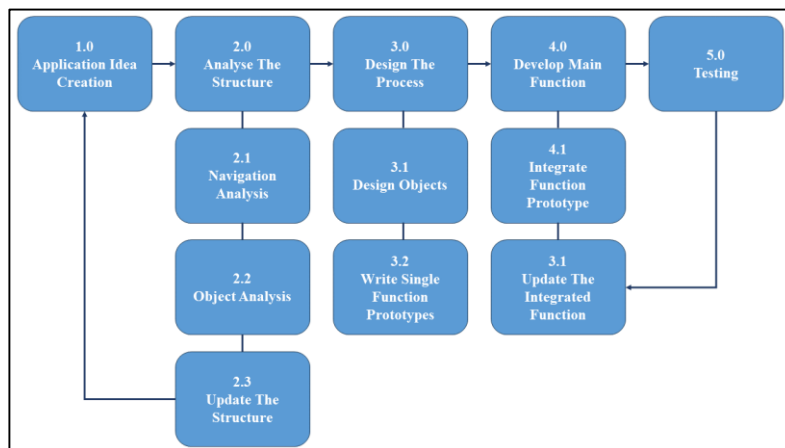 1.0
Application Idea
Creation
2.0
Analyse The
Structure
3.0
Design The
Process
4.0
Develop Main
Function
5.0
Testing
2.1
Navigation
Analysis
3.1
Design Objects
4.1
Integrate
Function
Prototype
2.2
Object Analysis
3.2
Write Single
Function
Prototypes
3.1
Update The
Integrated
Function
2.3
Update The
Structure